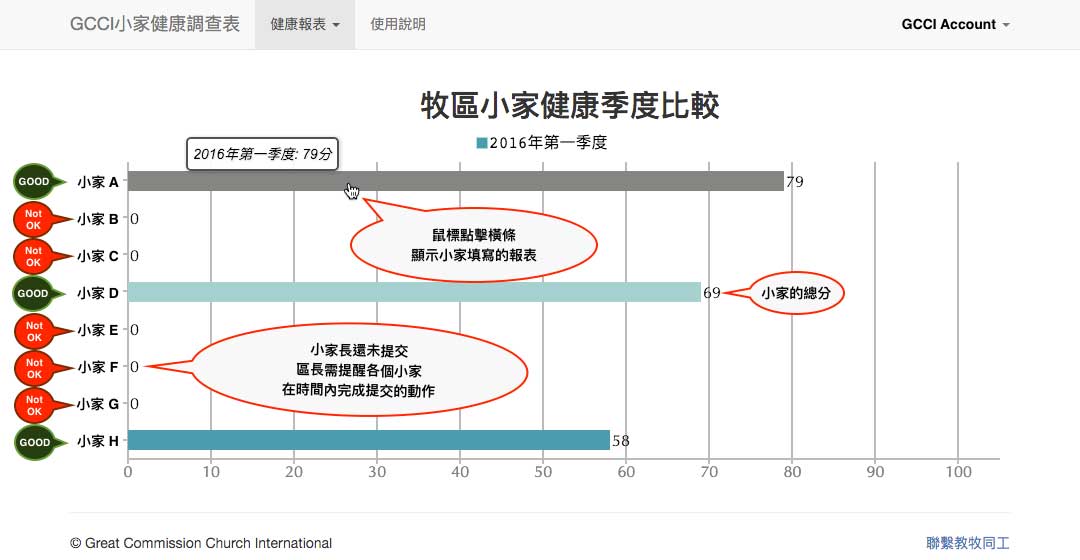 GCCI小家健康調查表 健康報表 使用說明 GCCI Account
牧區小家健康季度比較
2016年第一季度
2016年第一季度: 79分
GOOD 小家 A 79
Not
OK
小家 B 0
鼠標點擊橫條
顯示小家填寫的報表
Not
OK
小家 C 0
GOOD 小家 D 69 小家的總分
Not
OK
小家 E 0
小家長還未提交
區長需提醒各個小家
在時間內完成提交的動作
Not
OK
小家 F 0
Not
OK
小家 G 0
GOOD 小家 H 58
0 10 20 30 40 50 60 70 80 90 100
© Great Commission Church International 聯繫教牧同工